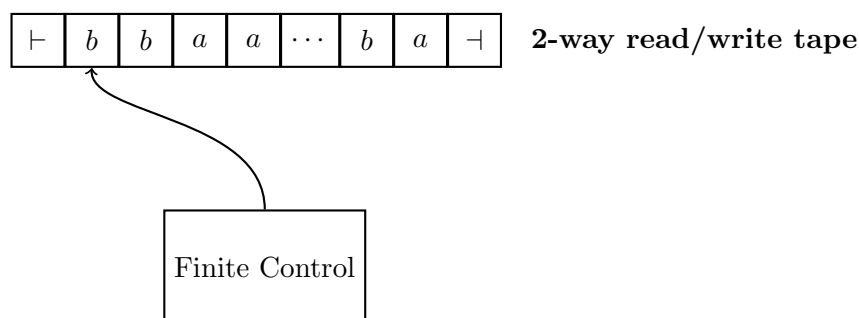 ⊢ b b a a ⋯ b a ⊣ 2-way read/write tape
Finite Control